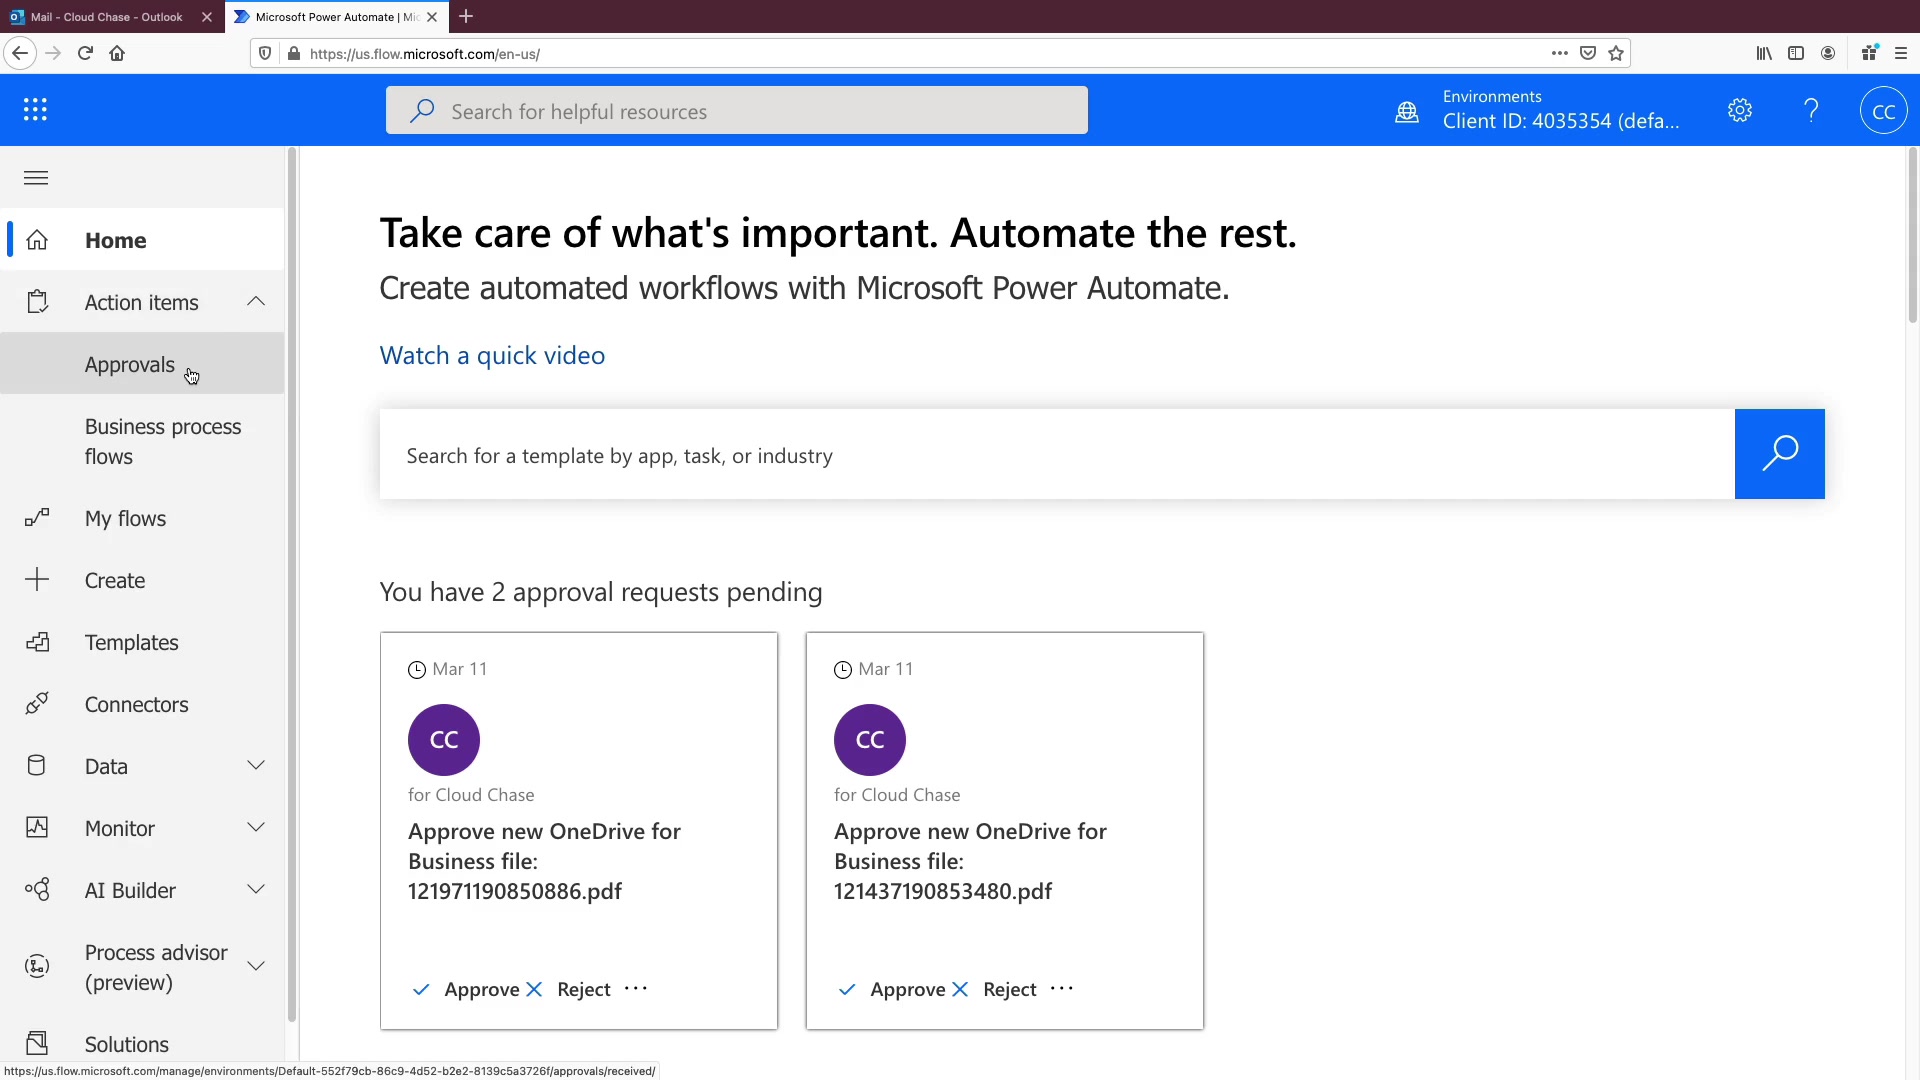 Mail - Cloud Chase - Outlook
Microsoft Power Automate | Mic
https://us.flow.microsoft.com/en-us/
Search for helpful resources
Environments
Client ID: 4035354 (defa...
CC
Home
Action items
Approvals
Business process
flows
My flows
Create
Templates
Connectors
Data
Monitor
AI Builder
Process advisor
(preview)
Solutions
Take care of what's important. Automate the rest.
Create automated workflows with Microsoft Power Automate.
Watch a quick video
Search for a template by app, task, or industry
You have 2 approval requests pending
Mar 11
CC
for Cloud Chase
Approve new OneDrive for
Business file:
121971190850886.pdf
Approve Reject ...
Mar 11
CC
for Cloud Chase
Approve new OneDrive for
Business file:
121437190853480.pdf
Approve Reject ...
https://us.flow.microsoft.com/manage/environments/Default-552f79cb-86c9-4d52-b2e2-8139c5a3726f/approvals/received/